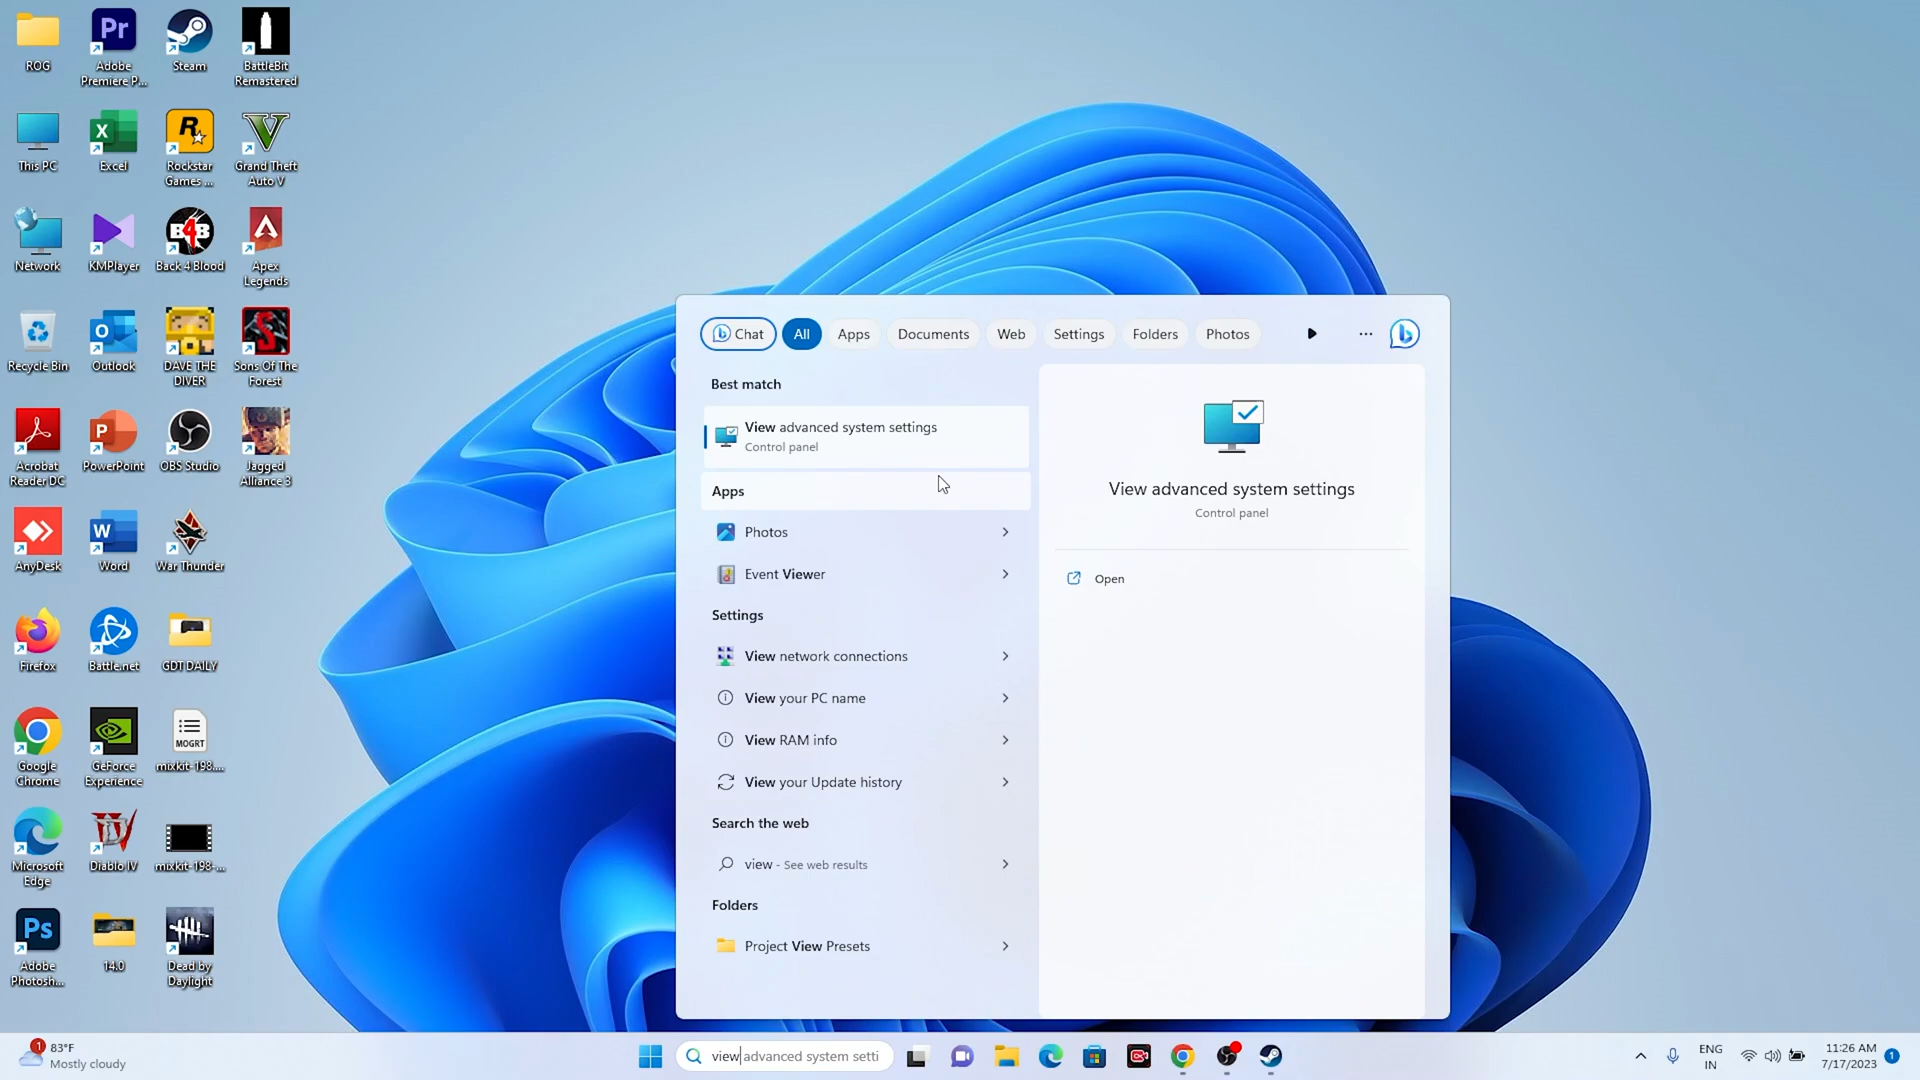 ROG
Pr
Adobe
Premiere P...
Steam
BattleBit
Remastered
This PC
X
Excel
R
Rockstar
Games ...
V
Grand Theft
Auto V
Network
KMPlayer
B4B
Back 4 Blood
Apex
Legends
Recycle Bin
O
Outlook
DAVE THE
DIVER
S
Sons Of The
Forest
Acrobat
Reader DC
P
PowerPoint
OBS Studio
Jagged
Alliance 3
AnyDesk
W
Word
War Thunder
Firefox
Battle.net
GDT DAILY
Google
Chrome
GeForce
Experience
MOGRT
mixkit-198....
Microsoft
Edge
IV
Diablo IV
mixkit-198-...
Ps
Adobe
Photosh...
14.0
Dead by
Daylight
Chat
All
Apps
Documents
Web
Settings
Folders
Photos
...
Best match
View advanced system settings
Control panel
Apps
Photos
Event Viewer
Settings
View network connections
View your PC name
View RAM info
View your Update history
Search the web
view - See web results
Folders
Project View Presets
View advanced system settings
Control panel
Open
1
83°F
Mostly cloudy
view advanced system setti
ENG
IN
11:26 AM
7/17/2023
1